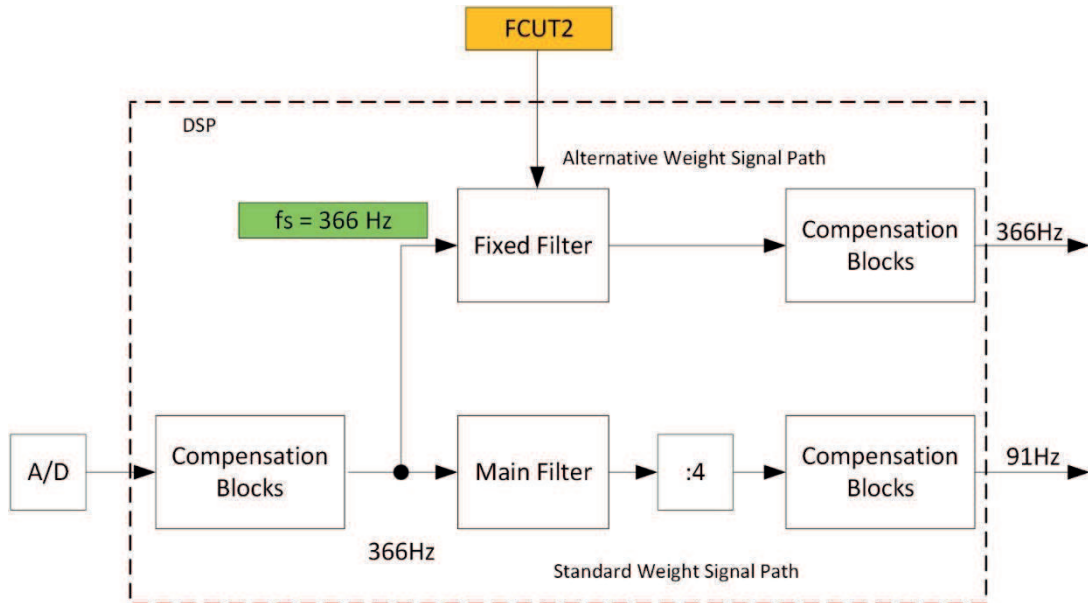 FCUT2
DSP
Alternative Weight Signal Path
fs = 366 Hz
Fixed Filter
Compensation
Blocks
366Hz
A/D
Compensation
Blocks
Main Filter
:4
Compensation
Blocks
91Hz
366Hz
Standard Weight Signal Path